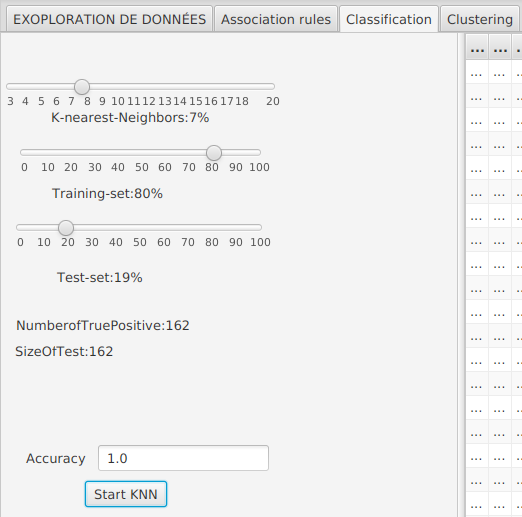 EXOPLORATION DE DONNÉES Association rules Classification Clustering
3 4 5 6 7 8 9 10 11 12 13 14 15 16 17 18 20
K-nearest-Neighbors:7%
0 10 20 30 40 50 60 70 80 90 100
Training-set:80%
0 10 20 30 40 50 60 70 80 90 100
Test-set:19%
NumberofTruePositive:162
SizeOfTest:162
Accuracy 1.0
Start KNN